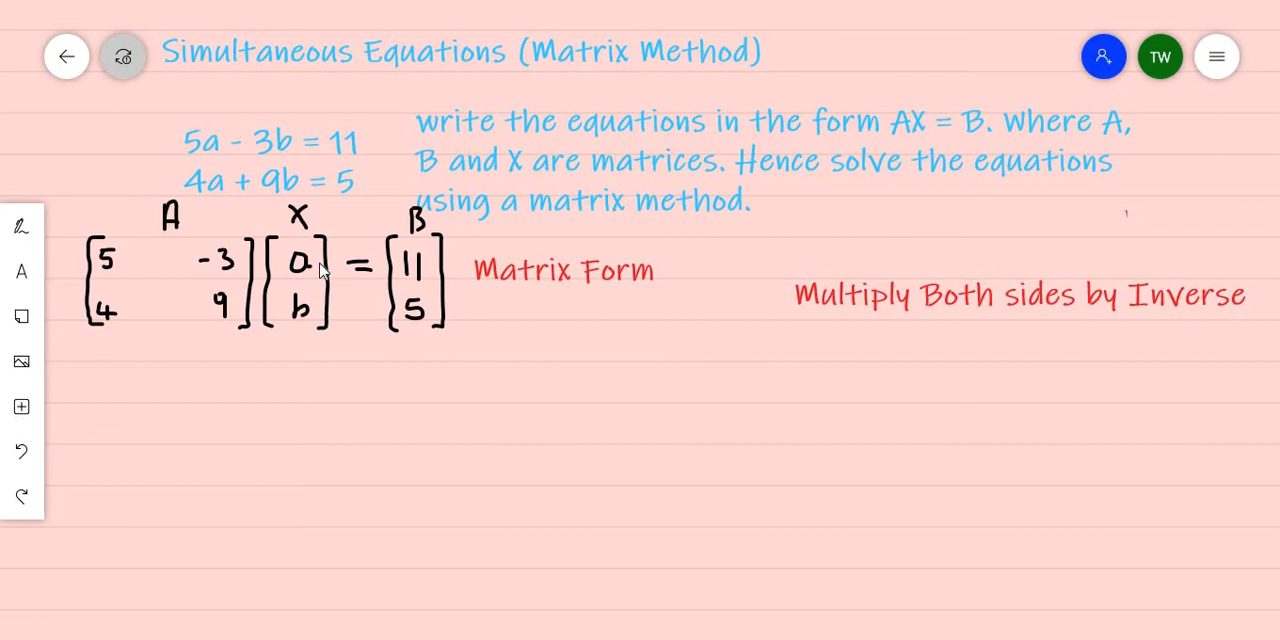 Simultaneous Equations (Matrix Method)
TW
5a - 3b = 11
4a + 9b = 5
write the equations in the form AX = B. Where A,
B and X are matrices. Hence solve the equations
using a matrix method.
A X B
5 -3 a = 11
4 9 b 5
Matrix Form
Multiply Both sides by Inverse
A